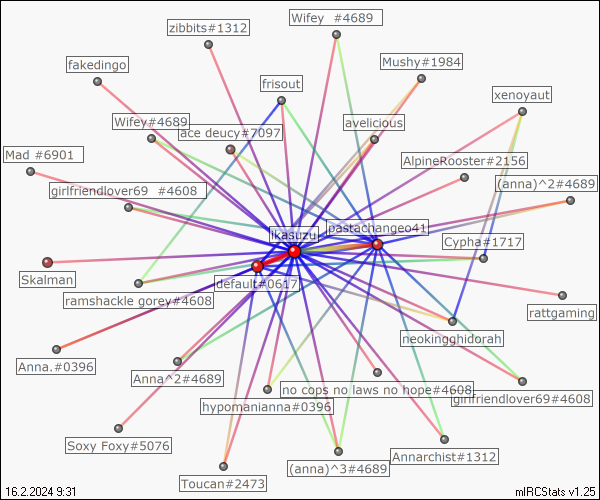 Wifey  #4689
zibbits#1312
Mushy#1984
fakedingo
frisout
xenoyaut
Wifey#4689
avelicious
ace deucy#7097
Mad #6901
AlpineRooster#2156
(anna)^2#4689
girlfriendlover69  #4608
pastachangeo41
ikasuzu
Cypha#1717
Skalman
default#0617
ramshackle gorey#4608
rattgaming
neokingghidorah
Anna.#0396
Anna^2#4689
no cops no laws no hope#4608
girlfriendlover69#4608
hypomanianna#0396
Soxy Foxy#5076
Annarchist#1312
(anna)^3#4689
Toucan#2473
16.2.2024 9:31
mIRCStats v1.25